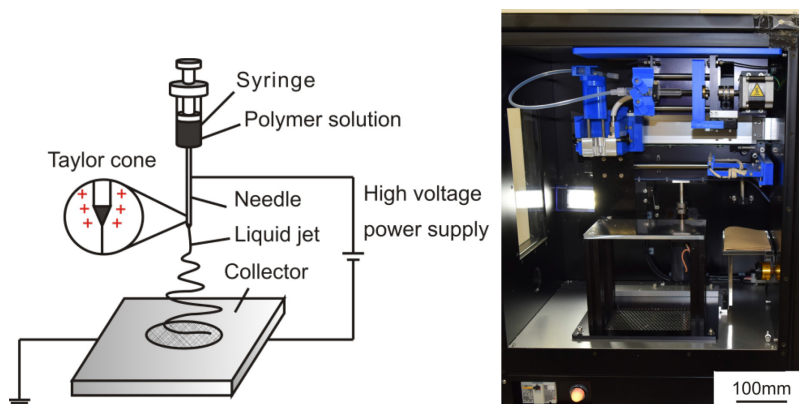 Syringe
Polymer solution
Taylor cone
Needle
High voltage
power supply
Liquid jet
Collector
100mm